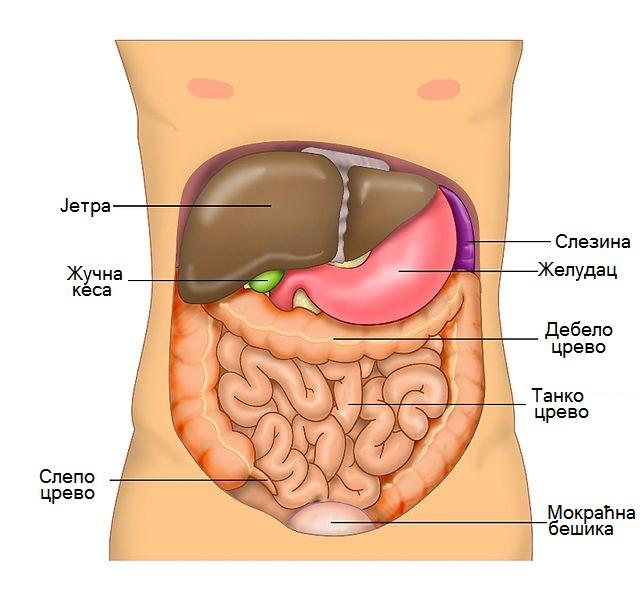 Јетра
Жучна
кеса
Слепо
црево
Слезина
Желудац
Дебело
црево
Танко
црево
Мокраћна
бешика